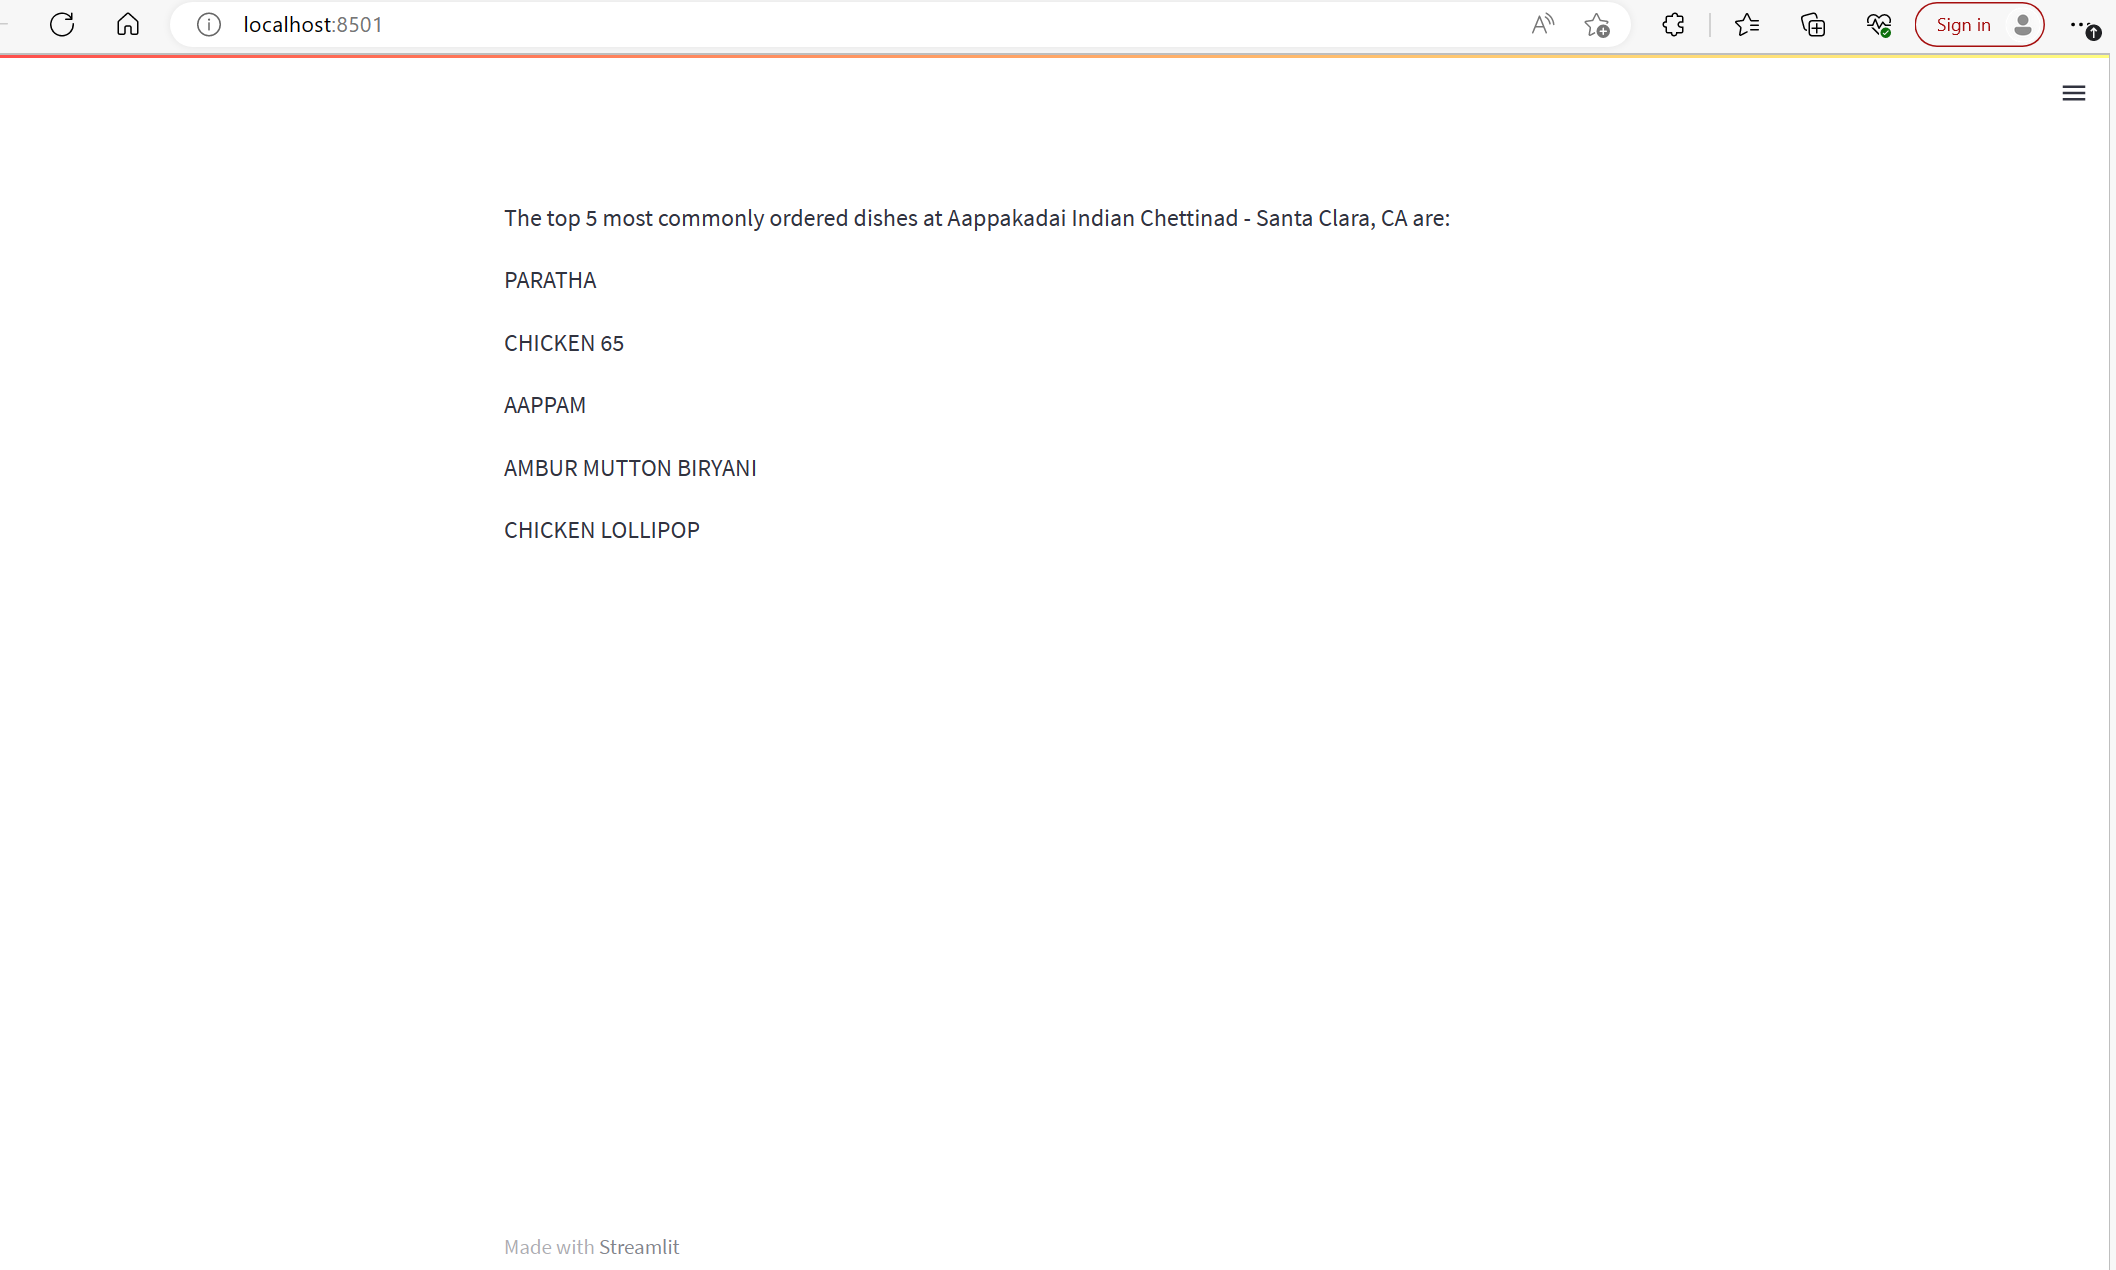 localhost:8501
Sign in
The top 5 most commonly ordered dishes at Aappakadai Indian Chettinad - Santa Clara, CA are:
PARATHA
CHICKEN 65
AAPPAM
AMBUR MUTTON BIRYANI
CHICKEN LOLLIPOP
Made with Streamlit